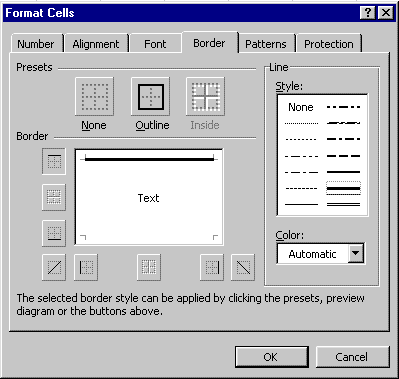 Format Cells
Number Alignment Font Border Patterns Protection
Presets
None Outline Inside
Border
Text
Line
Style:
None
Color:
Automatic
The selected border style can be applied by clicking the presets, preview
diagram or the buttons above.
OK Cancel